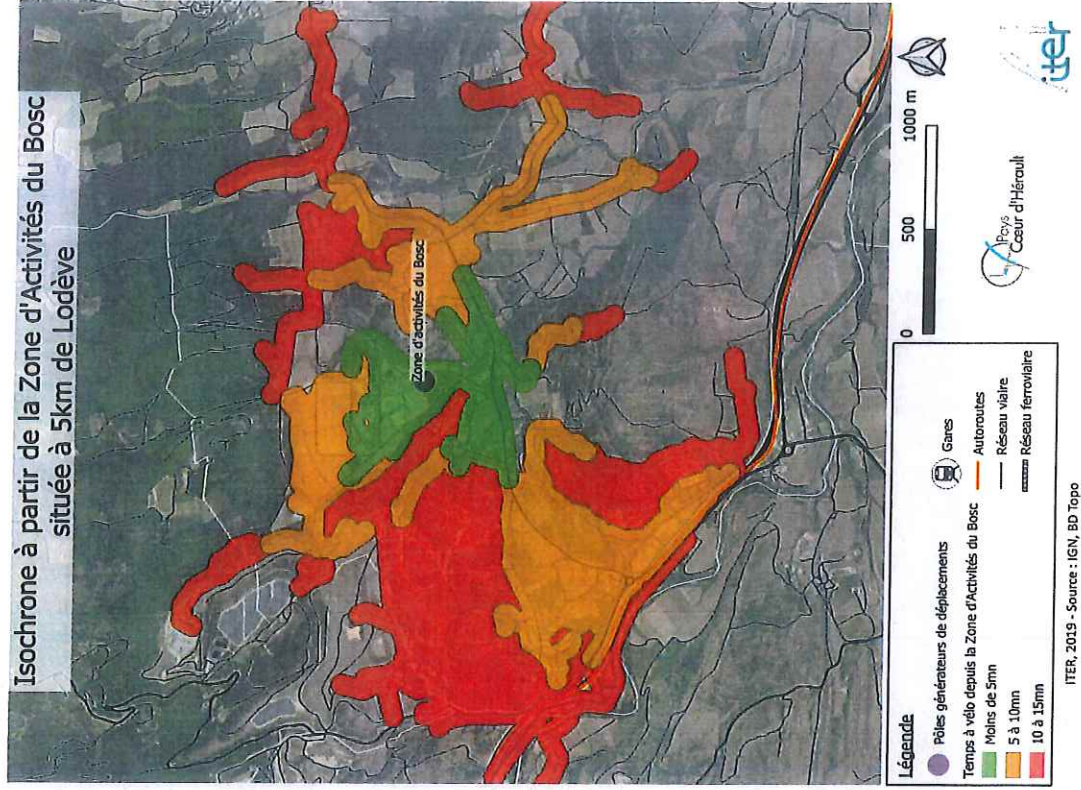 Isochrone à partir de la Zone d'Activités du Bosc
située à 5km de Lodève
Zone d'activités du Bosc
Légende
Pôles générateurs de déplacements
Temps à vélo depuis la Zone d'Activités du Bosc
Moins de 5mn
5 à 10mn
10 à 15mn
Gares
Autoroutes
Réseau viaire
Réseau ferroviaire
0
500
1000 m
Pays
Cœur d'Hérault
iter
ITER, 2019 - Source : IGN, BD Topo